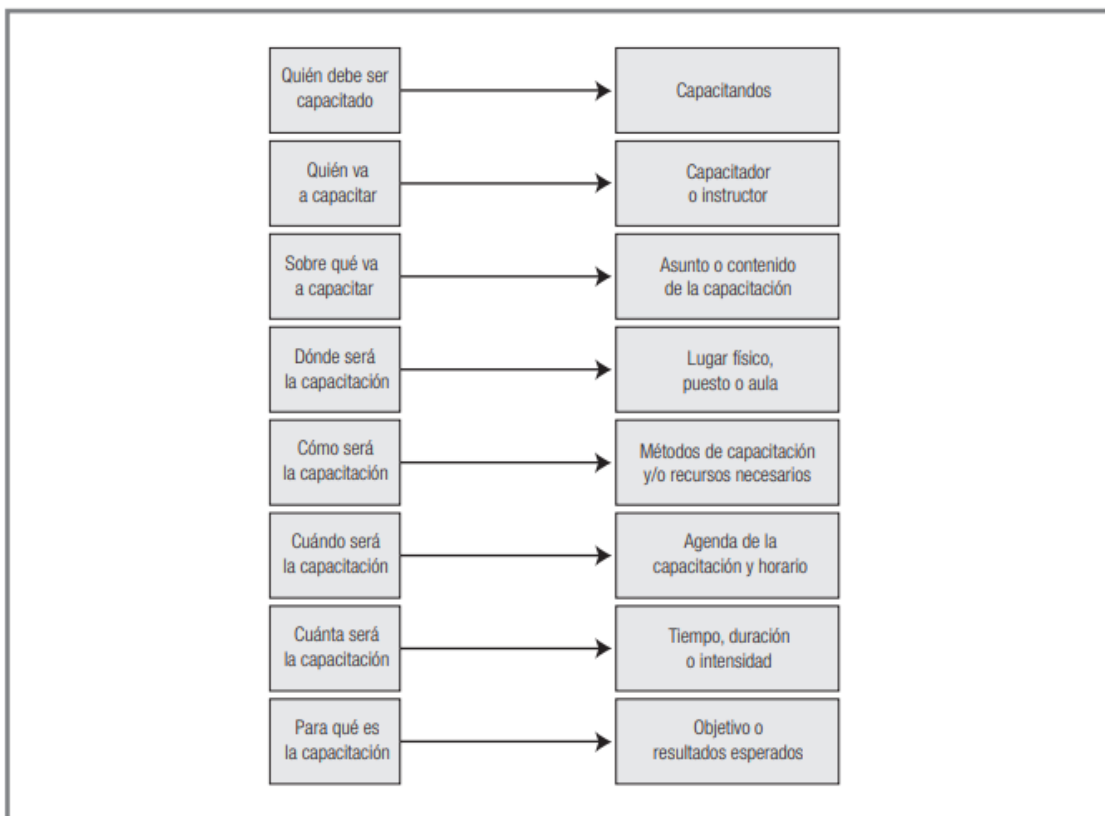 Quién debe ser
capacitado
Capacitandos
Quién va
a capacitar
Capacitador
o instructor
Sobre qué va
a capacitar
Asunto o contenido
de la capacitación
Dónde será
la capacitación
Lugar físico,
puesto o aula
Cómo será
la capacitación
Métodos de capacitación
y/o recursos necesarios
Cuándo será
la capacitación
Agenda de la
capacitación y horario
Cuánta será
la capacitación
Tiempo, duración
o intensidad
Para qué es
la capacitación
Objetivo o
resultados esperados